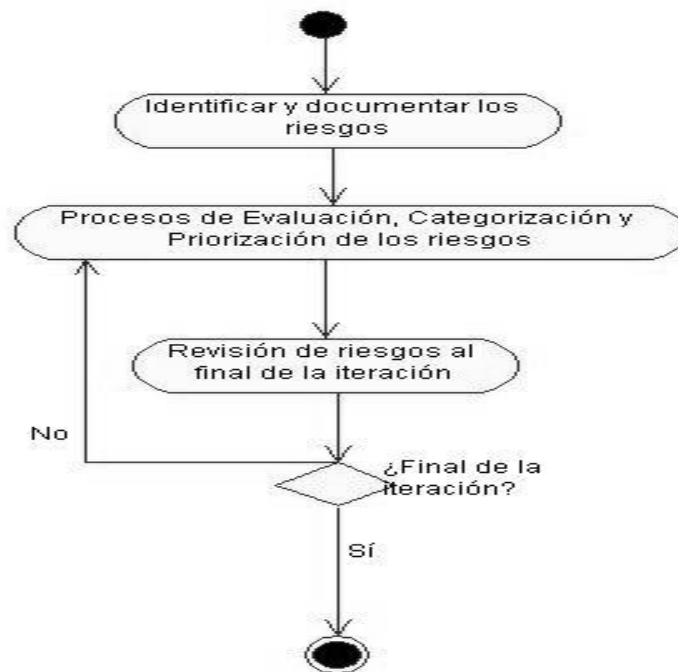 Identificar y documentar los
riesgos
Procesos de Evaluación, Categorización y
Priorización de los riesgos
Revisión de riesgos al
final de la iteración
No
¿Final de la
iteración?
Sí